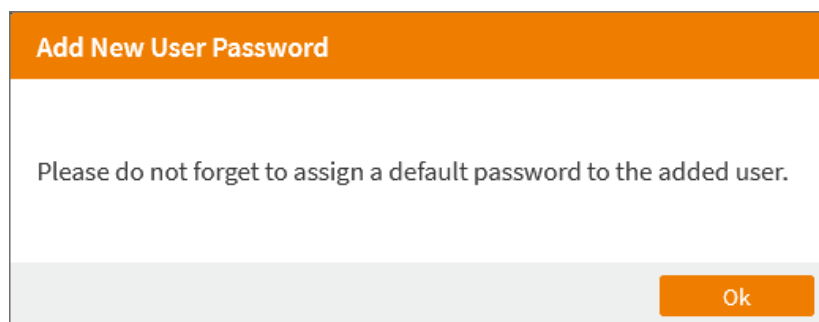 Add New User Password
Please do not forget to assign a default password to the added user.
Ok